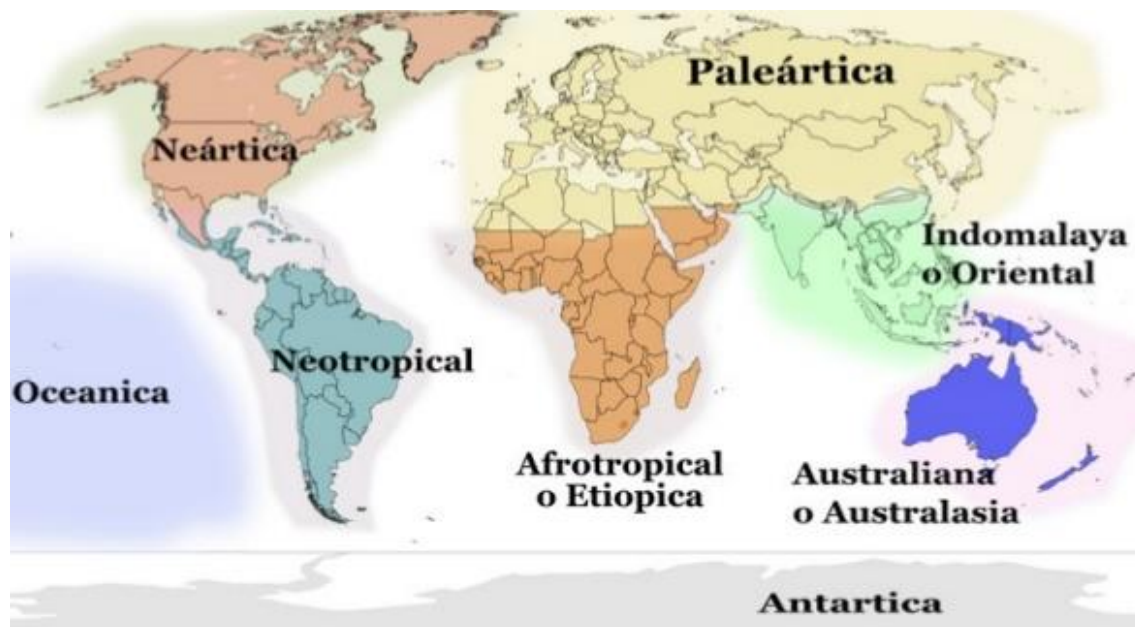 Paleártica
Neártica
Indomalaya
o Oriental
Neotropical
Oceanica
Afrotropical
o Etiopica
Australiana
o Australasia
Antartica